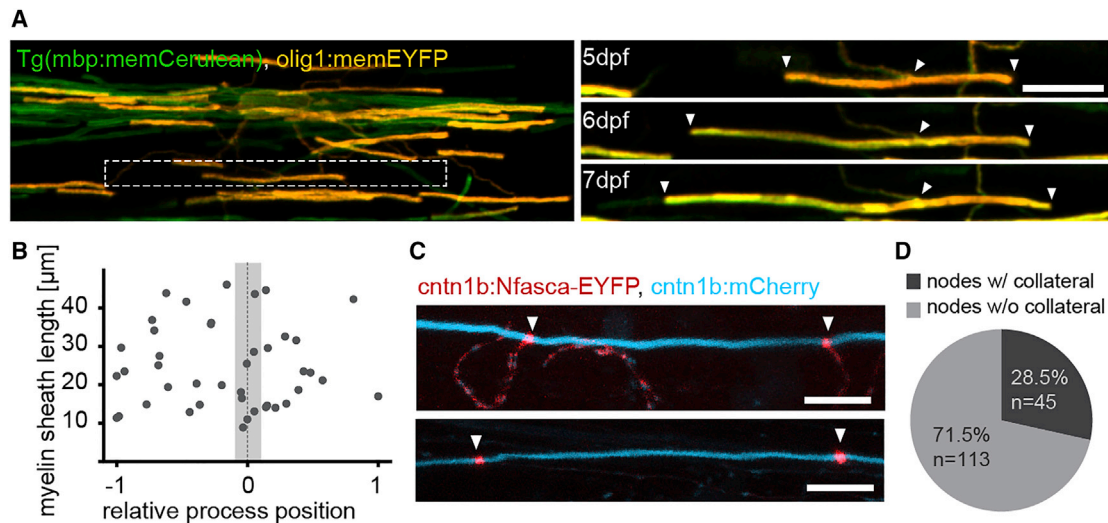 A
Tg(mbp:memCerulean), olig1:memEYFP
5dpf
6dpf
7dpf
B
myelin sheath length [µm]
40
30
20
10
-1
0
1
relative process position
C
cntn1b:Nfasca-EYFP, cntn1b:mCherry
D
nodes w/ collateral
nodes w/o collateral
28.5%
n=45
71.5%
n=113